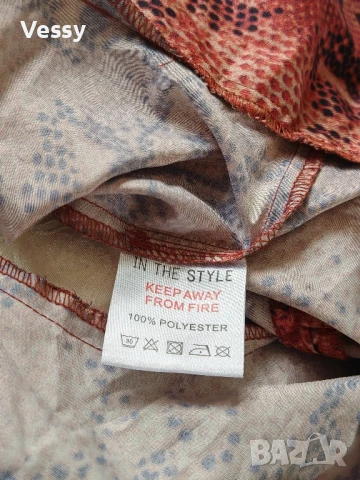 Vessy
IN THE STYLE
KEEP AWAY
FROM FIRE
100% POLYESTER
30
BAZAR